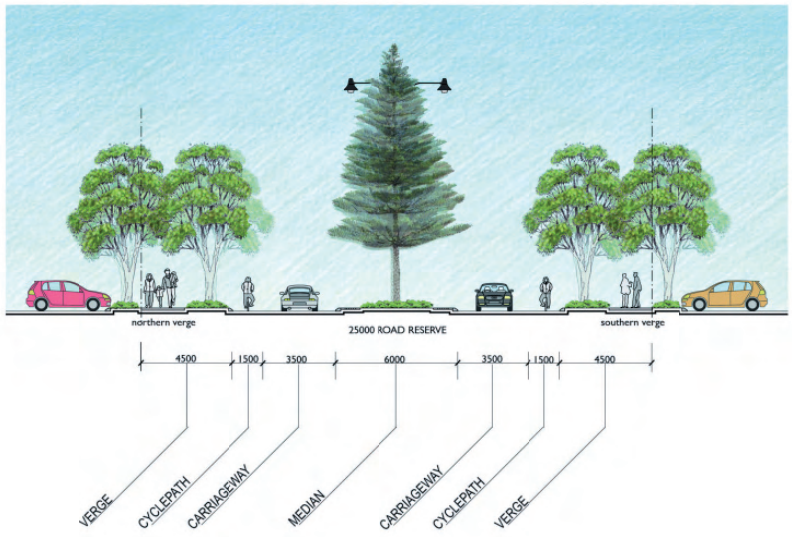 northern verge
southern verge
25000 ROAD RESERVE
4500 1500 3500 6000 3500 1500 4500
VERGE
CYCLEPATH
CARRIAGEWAY
MEDIAN
CARRIAGEWAY
CYCLEPATH
VERGE